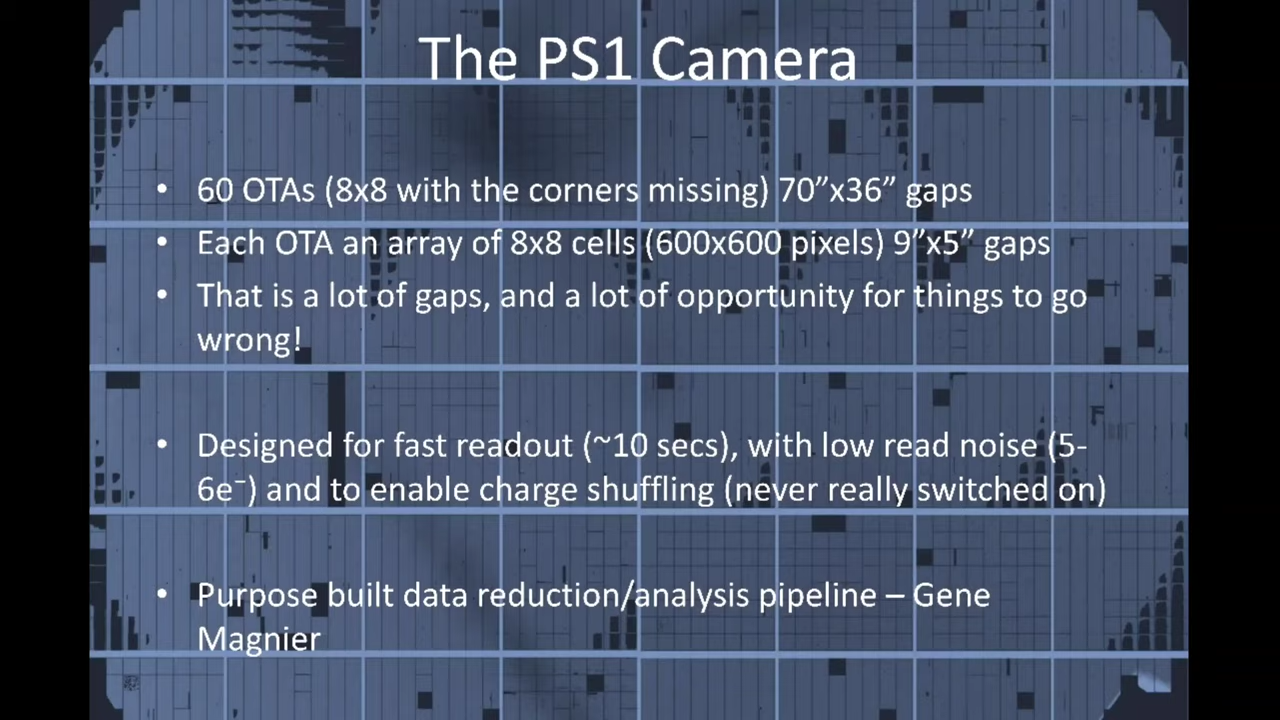 The PS1 Camera
• 60 OTAs (8x8 with the corners missing) 70”x36” gaps
• Each OTA an array of 8x8 cells (600x600 pixels) 9”x5” gaps
• That is a lot of gaps, and a lot of opportunity for things to go
wrong!
• Designed for fast readout (~10 secs), with low read noise (5-
6e⁻) and to enable charge shuffling (never really switched on)
• Purpose built data reduction/analysis pipeline – Gene
Magnier